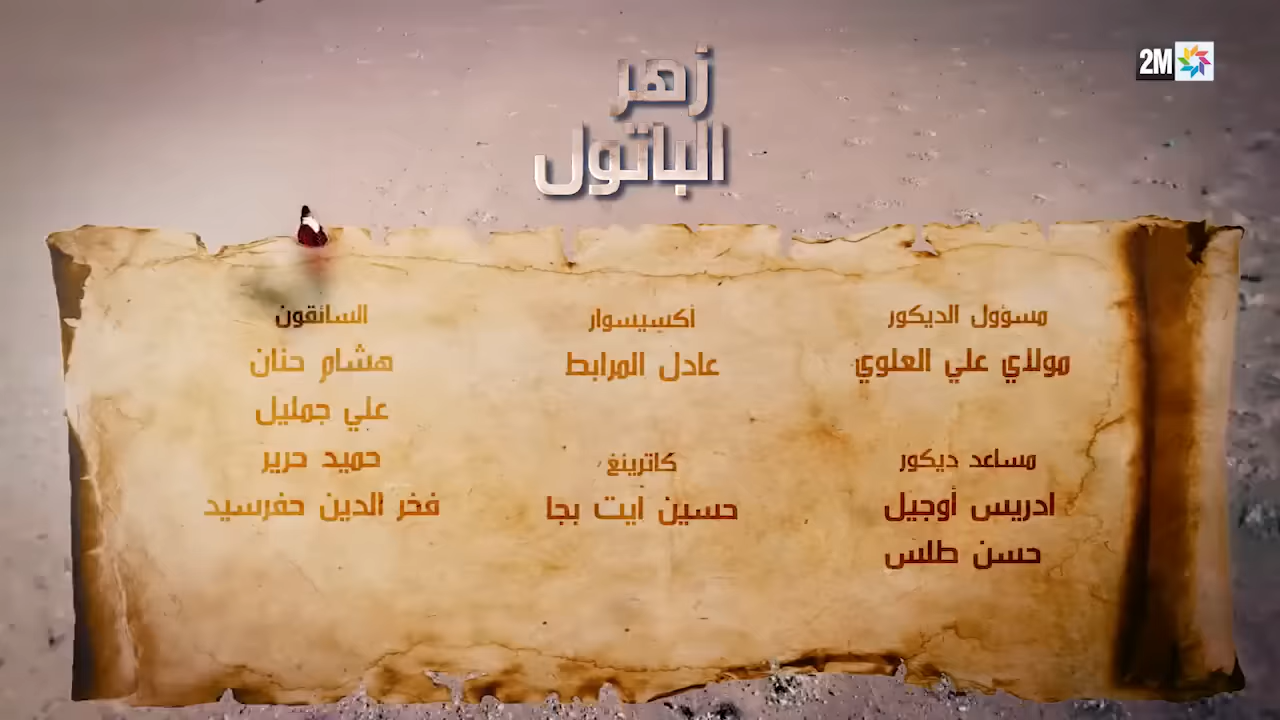 زهر
الباتول
2M
مسؤول الديكور
مولاي علي العلوي
مساعد ديكور
ادريس أوجيل
حسن طلس
أكسيسوار
عادل المرابط
كاترينغ
حسين ايت بجا
السائقون
هشام حنان
علي جمليل
حميد حرير
فخر الدين حفرسيد